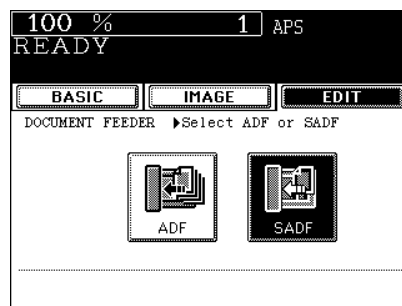 100 % 1 APS
READY
BASIC IMAGE EDIT
DOCUMENT FEEDER ▶Select ADF or SADF
ADF SADF